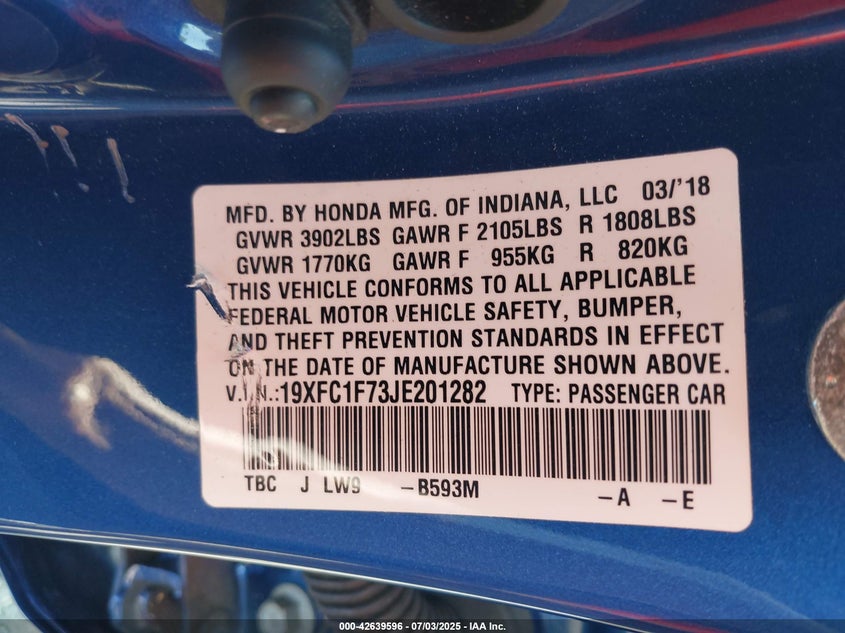 MFD. BY HONDA MFG. OF INDIANA, LLC 03/'18
GVWR 3902LBS GAWR F 2105LBS R 1808LBS
GVWR 1770KG GAWR F 955KG R 820KG
THIS VEHICLE CONFORMS TO ALL APPLICABLE
FEDERAL MOTOR VEHICLE SAFETY, BUMPER,
AND THEFT PREVENTION STANDARDS IN EFFECT
ON THE DATE OF MANUFACTURE SHOWN ABOVE.
V.I.N.:19XFC1F73JE201282 TYPE: PASSENGER CAR
TBC J LW9 -B593M -A -E
000-42639596 - 07/03/2025 - IAA Inc.